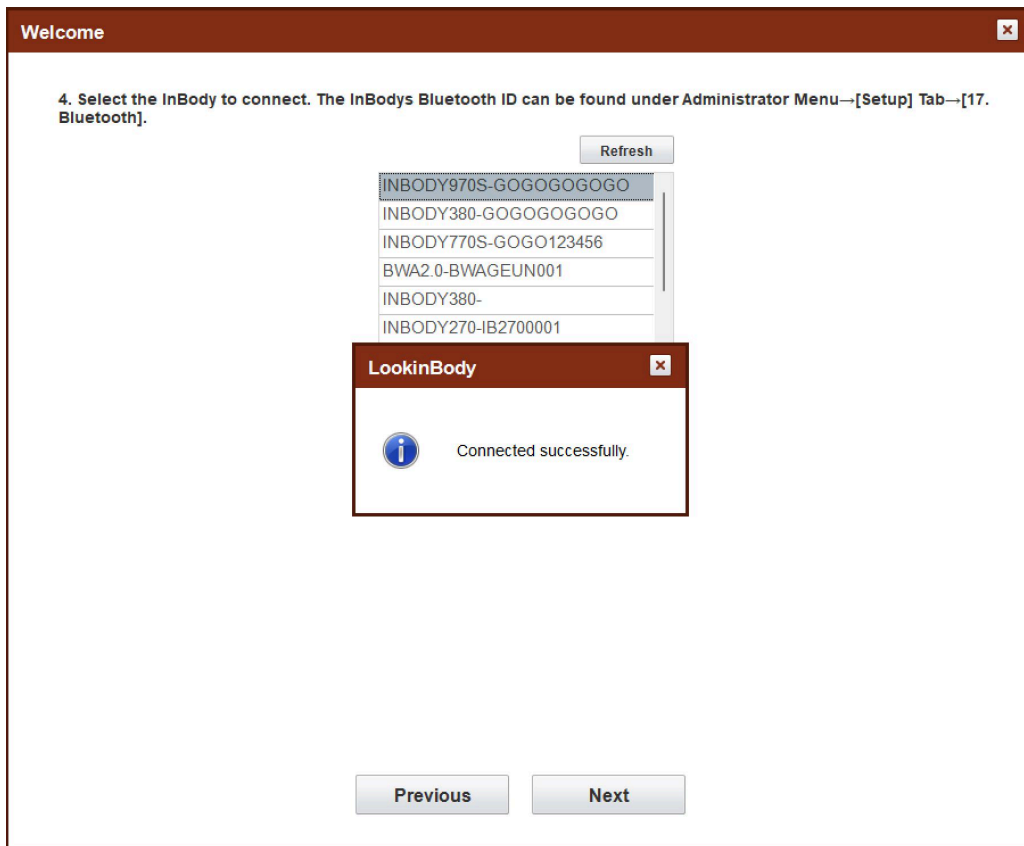 Welcome
4. Select the InBody to connect. The InBodys Bluetooth ID can be found under Administrator Menu→[Setup] Tab→[17.
Bluetooth].
Refresh
INBODY970S-GOGOGOGOGO
INBODY380-GOGOGOGOGO
INBODY770S-GOGO123456
BWA2.0-BWAGEUN001
INBODY380-
INBODY270-IB2700001
LookinBody
Connected successfully.
Previous
Next